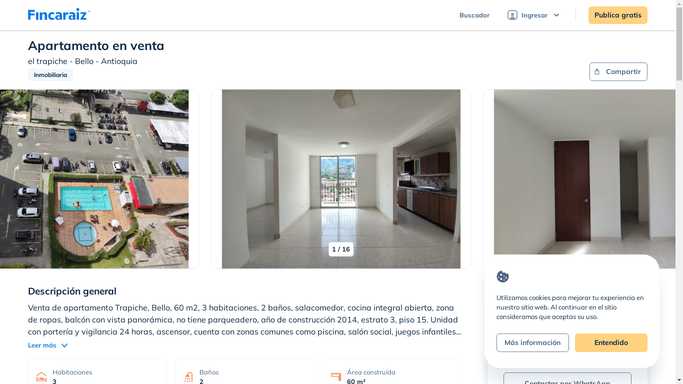 Fincaraiz
Buscador
Ingresar
Publica gratis
Apartamento en venta
el trapiche - Bello - Antioquia
Inmobiliaria
Compartir
1 / 16
Descripción general
Venta de apartamento Trapiche, Bello, 60 m2, 3 habitaciones, 2 baños, salacomedor, cocina integral abierta, zona
de ropas, balcón con vista panorámica, no tiene parqueadero, año de construcción 2014, estrato 3, piso 15. Unidad
con portería y vigilancia 24 horas, ascensor, cuenta con zonas comunes como piscina, salón social, juegos infantiles...
Leer más
Habitaciones
3
Baños
2
Área construida
60 m²
Utilizamos cookies para mejorar tu experiencia en
nuestro sitio web. Al continuar en el sitio
consideramos que aceptas su uso.
Más información
Entendido
Contactar por WhatsApp